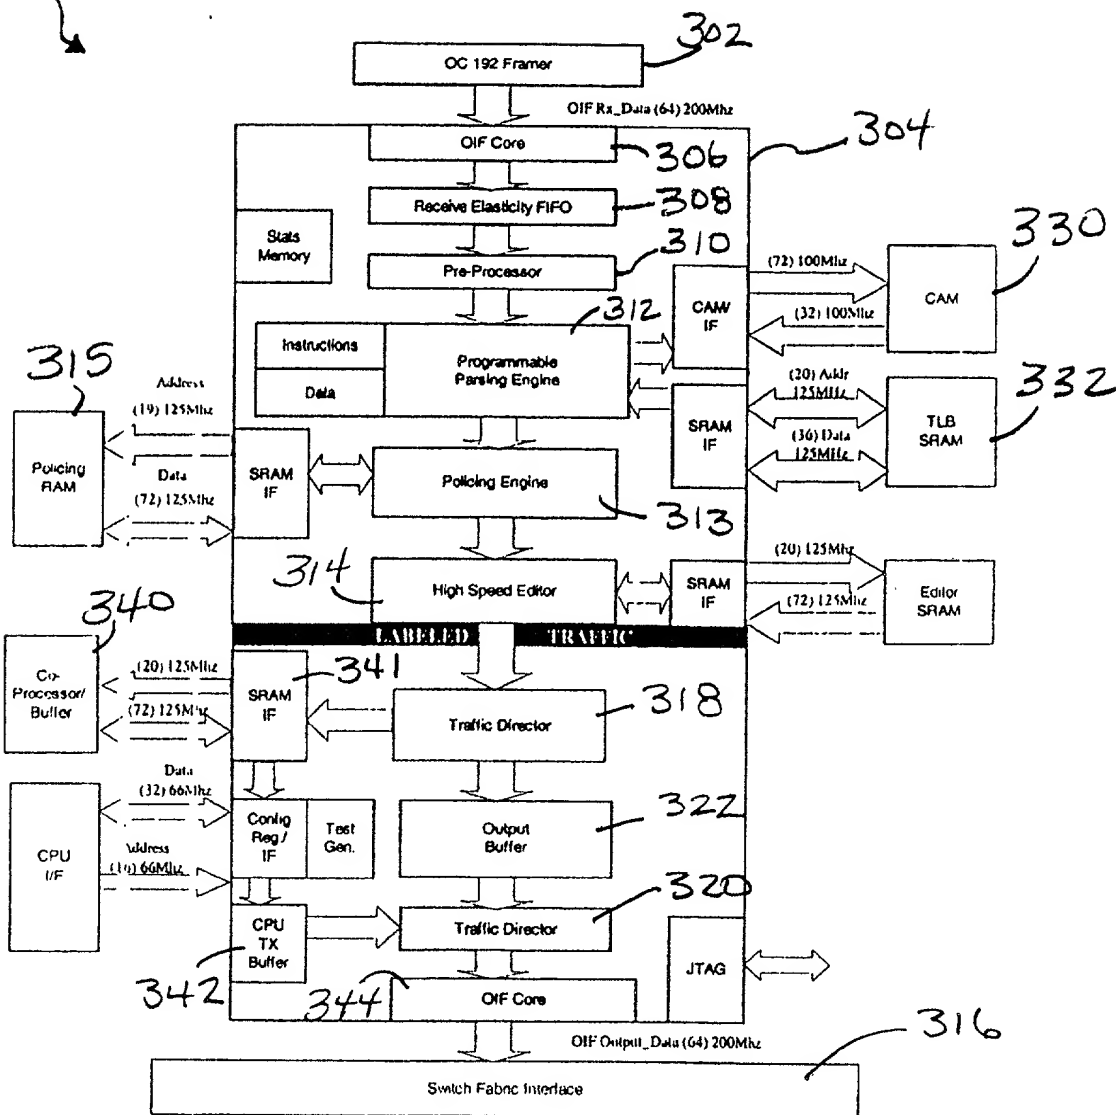 302
OC 192 Framer
OIF Rx_Data (64) 200Mhz
304
OIF Core
306
Receive Elasticity FIFO
308
Stats
Memory
310
Pre-Processor
330
(72) 100Mhz
CAM/
IF
CAM
(32) 100Mhz
312
Instructions
Data
Programmable
Parsing Engine
315
Address
(19) 125Mhz
(20) Addr
125MHz
332
SRAM
IF
TLB
SRAM
(36) Data
125MHz
Policing
RAM
Data
(72) 125Mhz
SRAM
IF
Policing Engine
313
(20) 125Mhz
314
High Speed Editor
SRAM
IF
Editor
SRAM
(72) 125Mhz
340
LABELED TRAFFIC
341
Co-
Processor/
Buffer
(20) 125Mhz
(72) 125Mhz
SRAM
IF
Traffic Director
318
Data
(32) 66Mhz
CPU
I/F
Address
66Mhz
Config
Reg /
IF
Test
Gen.
Output
Buffer
322
320
CPU
TX
Buffer
Traffic Director
342
JTAG
344
OIF Core
OIF Output_Data (64) 200Mhz
316
Switch Fabric Interface